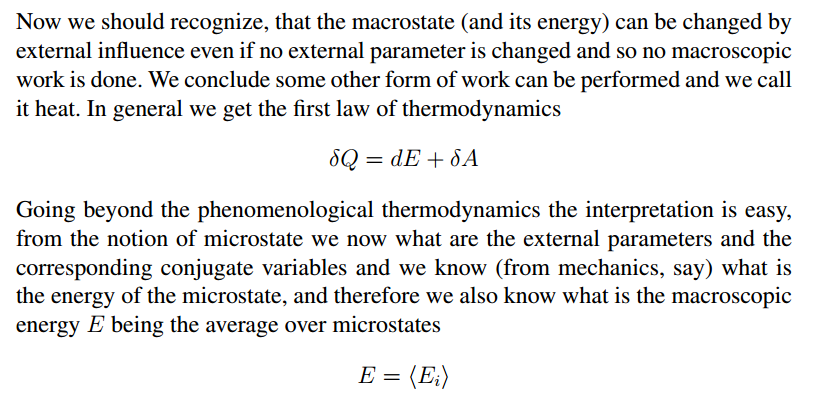 Now we should recognize, that the macrostate (and its energy) can be changed by
external influence even if no external parameter is changed and so no macroscopic
work is done. We conclude some other form of work can be performed and we call
it heat. In general we get the first law of thermodynamics
δQ = dE + δA
Going beyond the phenomenological thermodynamics the interpretation is easy,
from the notion of microstate we now what are the external parameters and the
corresponding conjugate variables and we know (from mechanics, say) what is
the energy of the microstate, and therefore we also know what is the macroscopic
energy E being the average over microstates
E = ⟨Eᵢ⟩